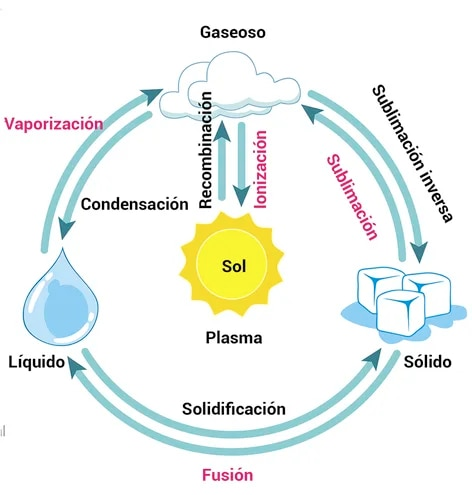 Gaseoso
Vaporización
Recombinación
Ionización
Sublimación inversa
Sublimación
Condensación
Sol
Plasma
Líquido
Sólido
Solidificación
Fusión